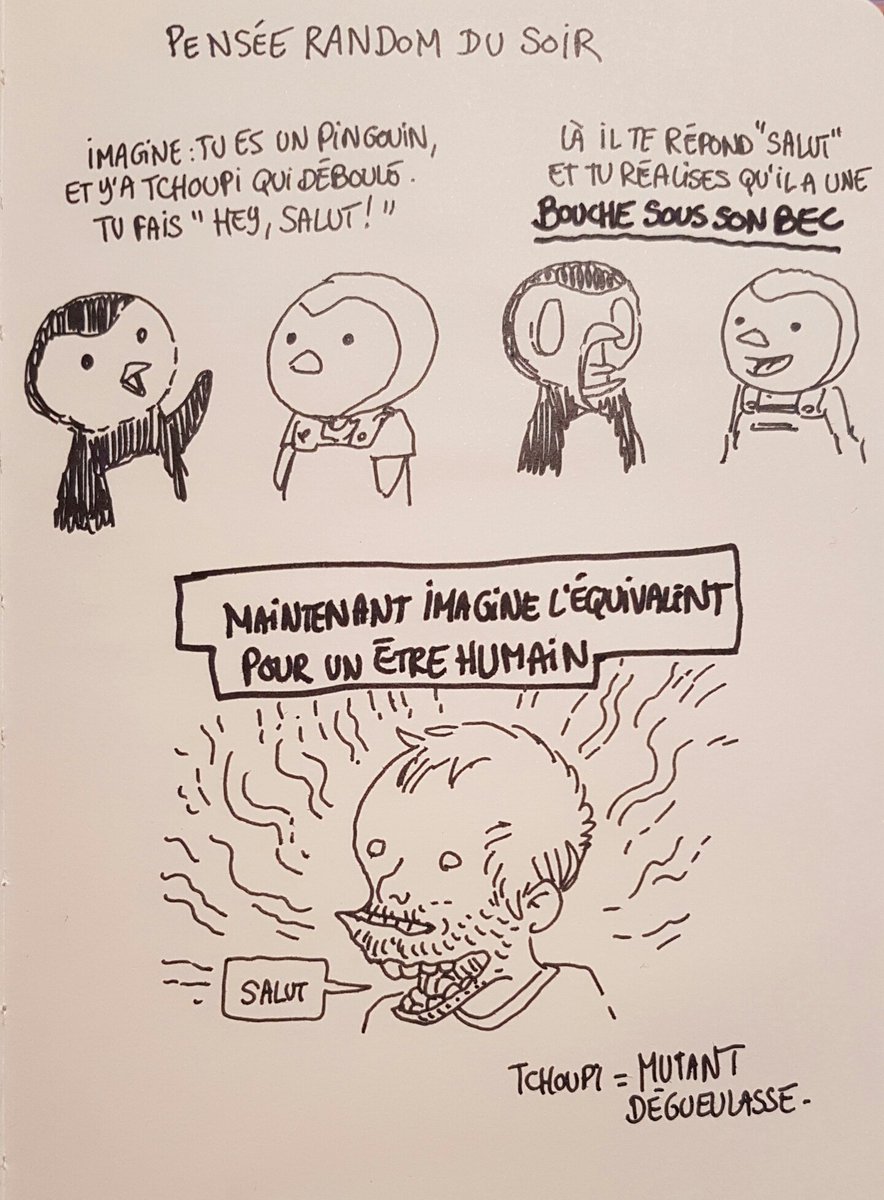 PENSÉE RANDOM DU SOIR
IMAGINE : TU ES UN PINGOUIN,
ET Y'A TCHOUPI QUI DÉBOULE.
TU FAIS "HEY, SALUT !"
LÀ IL TE RÉPOND "SALUT"
ET TU RÉALISES QU'IL A UNE
BOUCHE SOUS SON BEC
MAINTENANT IMAGINE L'ÉQUIVALENT
POUR UN ÊTRE HUMAIN
SALUT
TCHOUPI = MUTANT
DÉGUEULASSE.